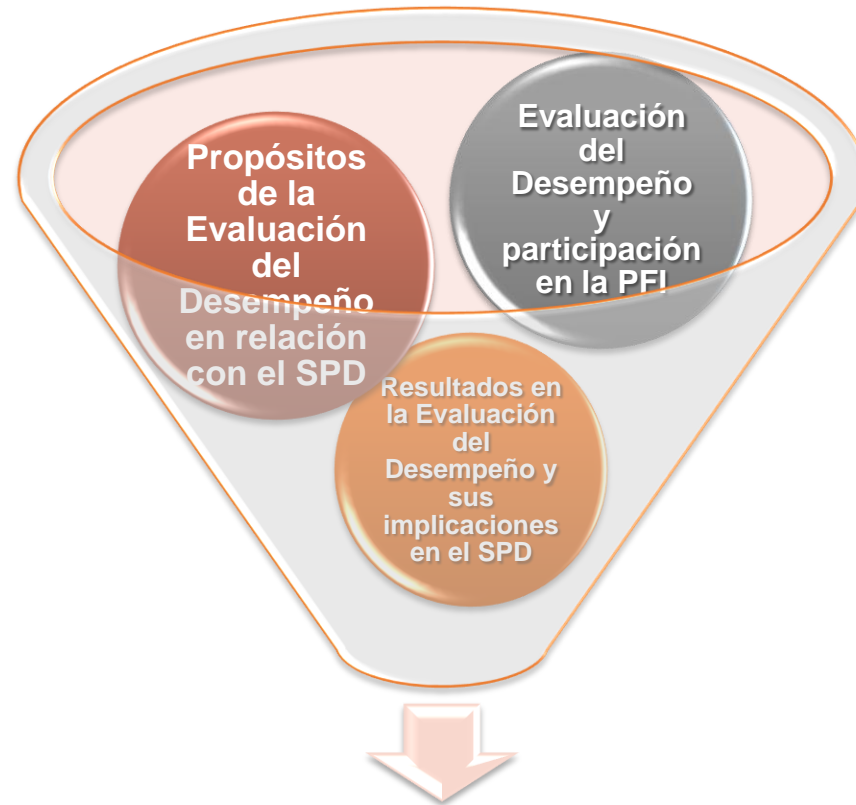 Propósitos
de la
Evaluación
del
Desempeño
en relación
con el SPD
Evaluación
del
Desempeño
y
participación
en la PFI
Resultados en
la Evaluación
del
Desempeño y
sus
implicaciones
en el SPD